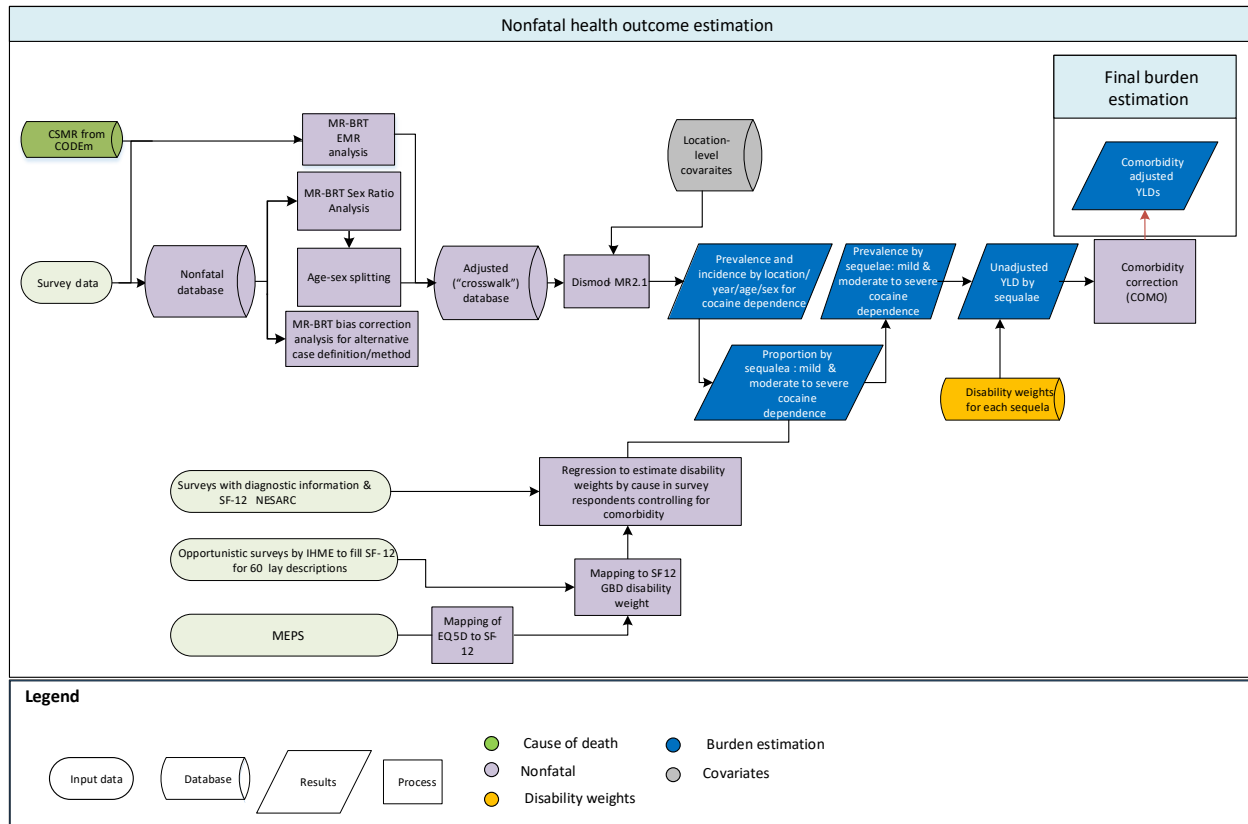 Nonfatal health outcome estimation
Final burden
estimation
CSMR from
CODEm
MR-BRT
EMR
analysis
Location-
level
covaraites
Comorbidity
adjusted
YLDs
MR-BRT Sex Ratio
Analysis
Survey data
Nonfatal
database
Age-sex splitting
Adjusted
(“crosswalk”)
database
Dismod-MR2.1
Prevalence and
incidence by location/
year/age/sex for
cocaine dependence
Prevalence by
sequelae: mild &
moderate to severe
cocaine
dependence
Unadjusted
YLD by
sequalae
Comorbidity
correction
(COMO)
MR-BRT bias correction
analysis for alternative
case definition/method
Proportion by
sequalea : mild &
moderate to severe
cocaine
dependence
Disability weights
for each sequela
Surveys with diagnostic information &
SF-12 NESARC
Regression to estimate disability
weights by cause in survey
respondents controlling for
comorbidity
Opportunistic surveys by IHME to fill SF-12
for 60 lay descriptions
Mapping to SF12
GBD disability
weight
MEPS
Mapping of
EQ5D to SF-
12
Legend
Input data
Database
Results
Process
Cause of death
Nonfatal
Disability weights
Burden estimation
Covariates